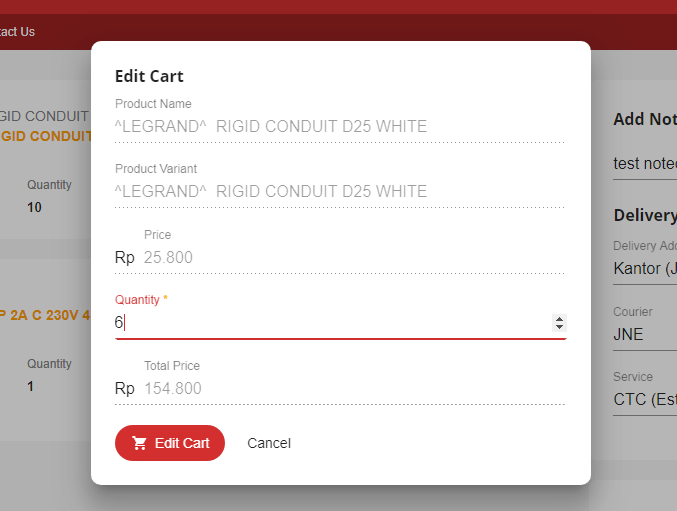 tact Us
Edit Cart
Product Name
^LEGRAND^  RIGID CONDUIT D25 WHITE
Product Variant
^LEGRAND^  RIGID CONDUIT D25 WHITE
Price
Rp 25.800
Quantity *
6
Total Price
Rp 154.800
Edit Cart
Cancel
GID CONDUIT
IGID CONDUIT
Quantity
10
P 2A C 230V 4
Quantity
1
Add Not
test noted
Delivery
Delivery Add
Kantor (J
Courier
JNE
Service
CTC (Est